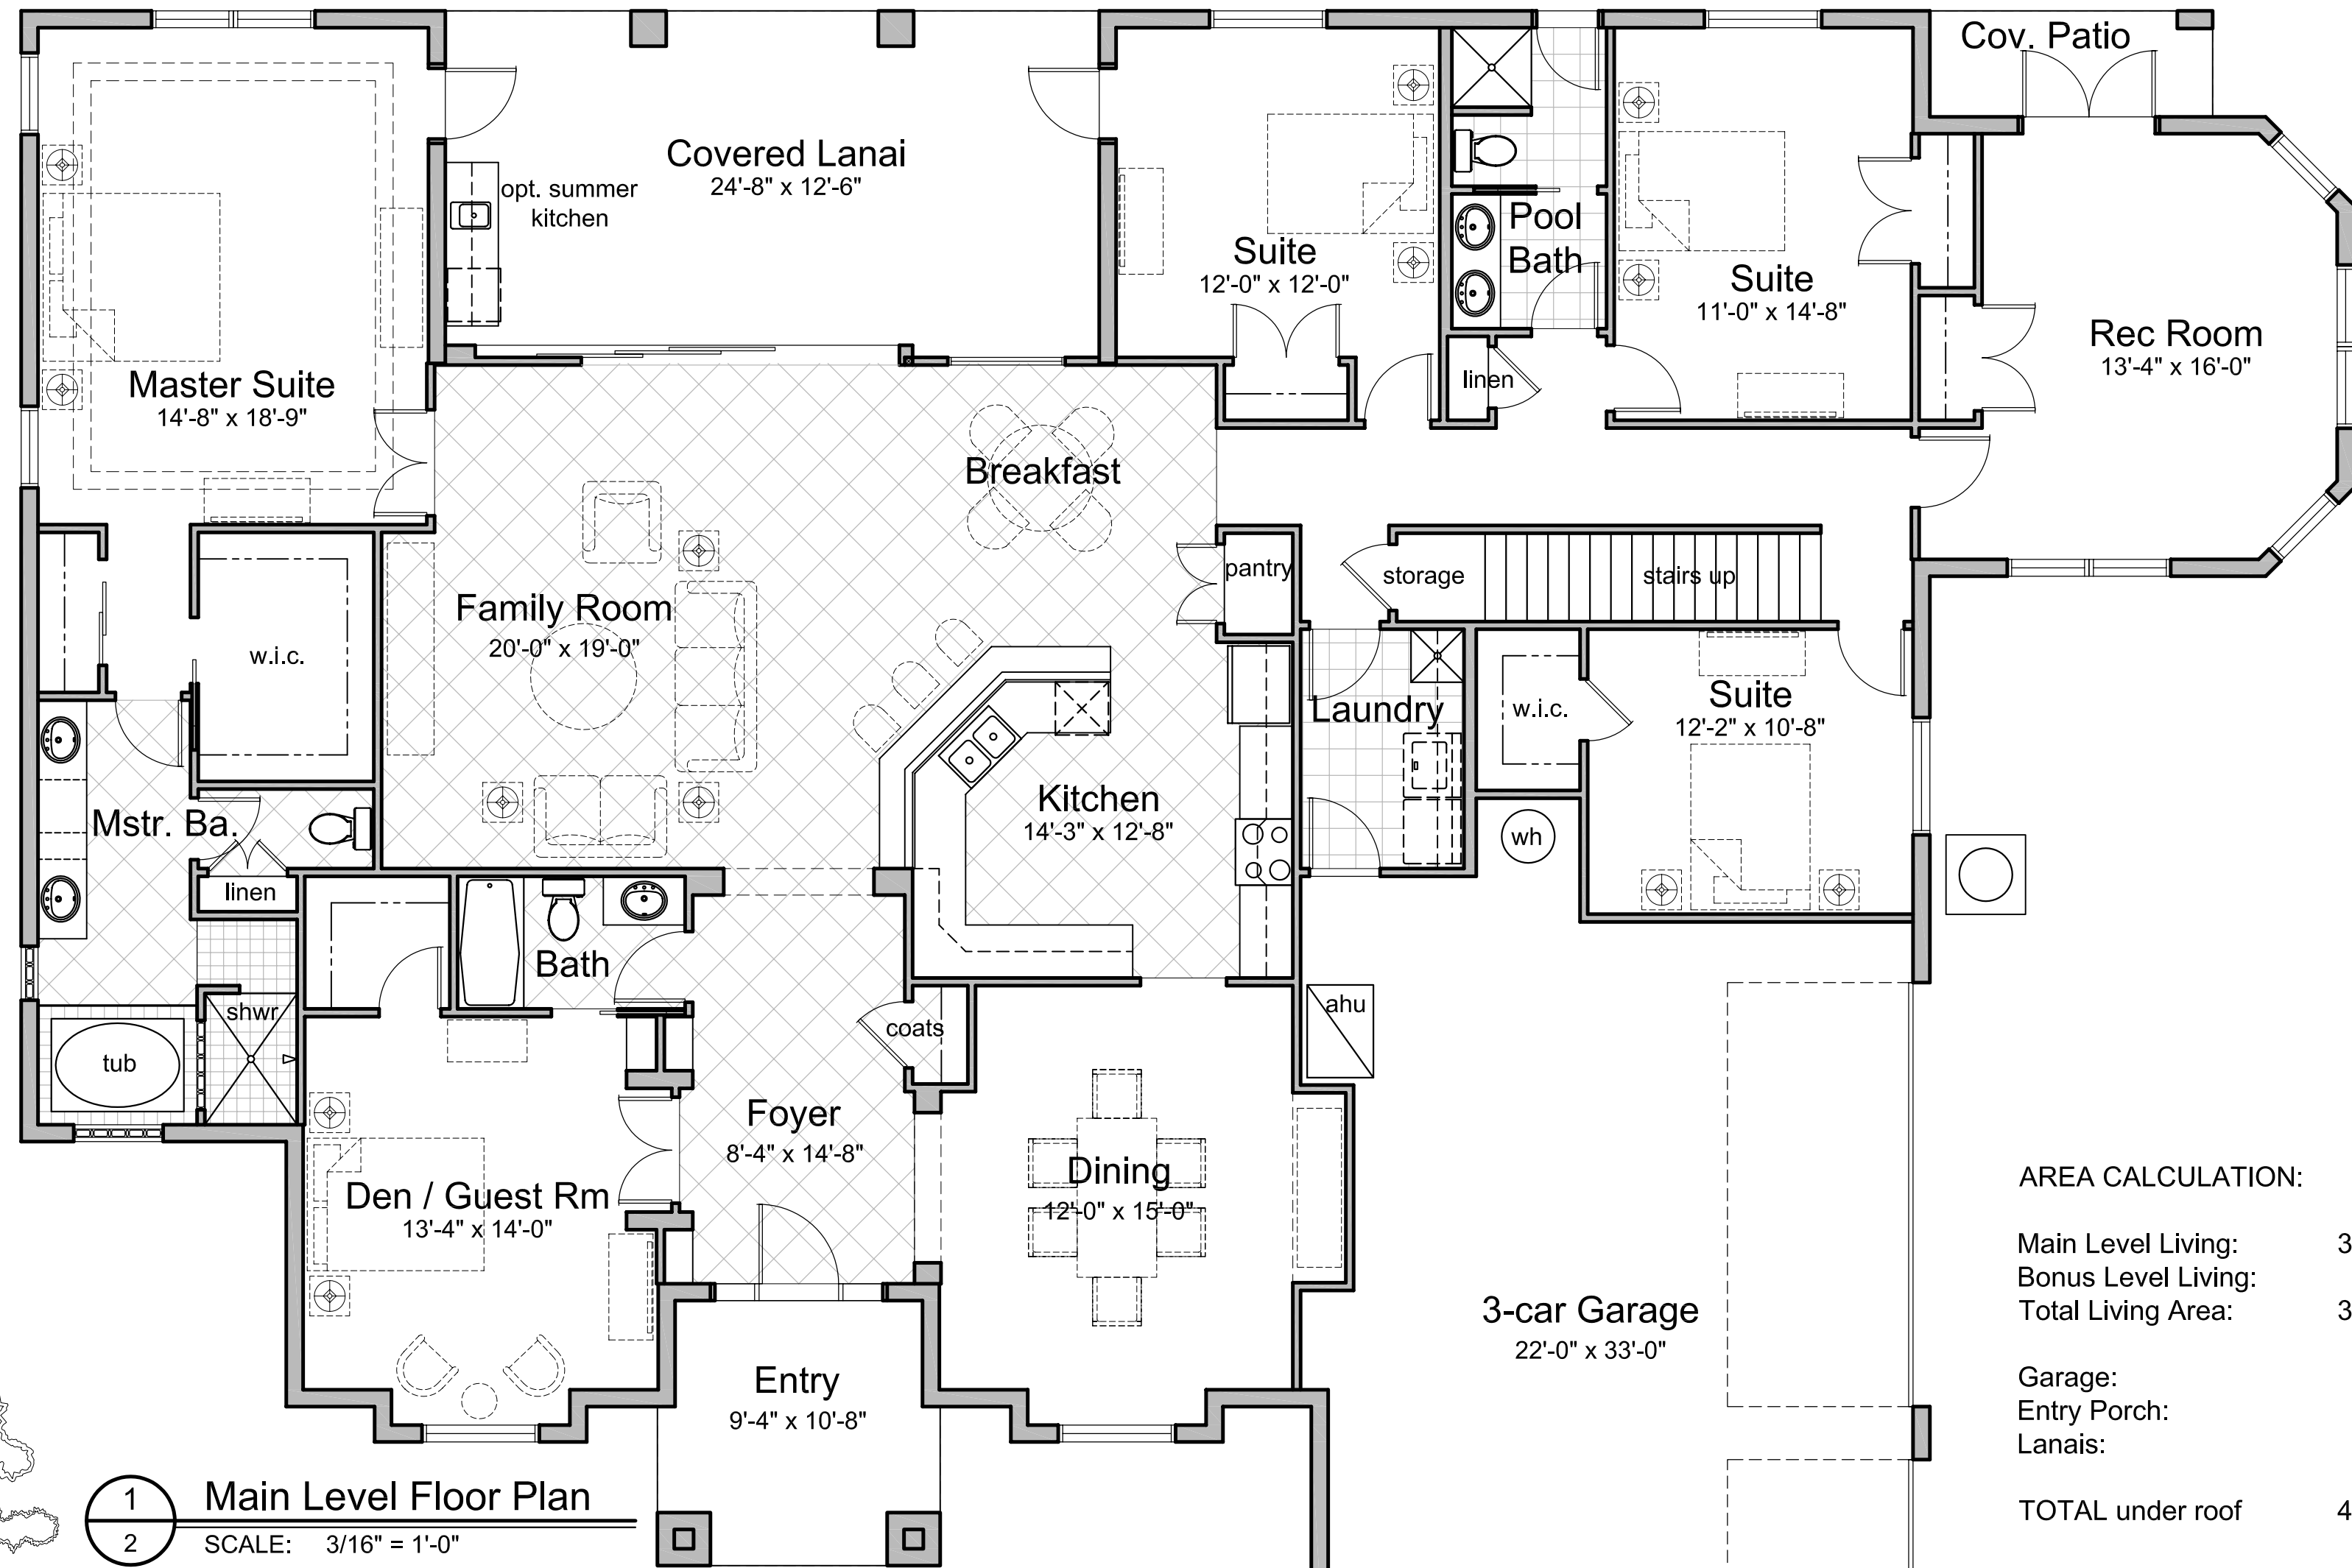 Cov. Patio
Covered Lanai
24'-8" x 12'-6"
opt. summer
kitchen
Master Suite
14'-8" x 18'-9"
Suite
12'-0" x 12'-0"
Pool
Bath
linen
Suite
11'-0" x 14'-8"
Rec Room
13'-4" x 16'-0"
Breakfast
Family Room
20'-0" x 19'-0"
w.i.c.
pantry
storage
stairs up
Laundry
w.i.c.
Suite
12'-2" x 10'-8"
Kitchen
14'-3" x 12'-8"
Mstr. Ba.
linen
wh
Bath
shwr
tub
coats
ahu
Foyer
8'-4" x 14'-8"
Den / Guest Rm
13'-4" x 14'-0"
Dining
12'-0" x 15'-0"
Entry
9'-4" x 10'-8"
3-car Garage
22'-0" x 33'-0"
AREA CALCULATION:
Main Level Living: 3
Bonus Level Living:
Total Living Area: 3
Garage:
Entry Porch:
Lanais:
TOTAL under roof 4
1
2
Main Level Floor Plan
SCALE: 3/16" = 1'-0"